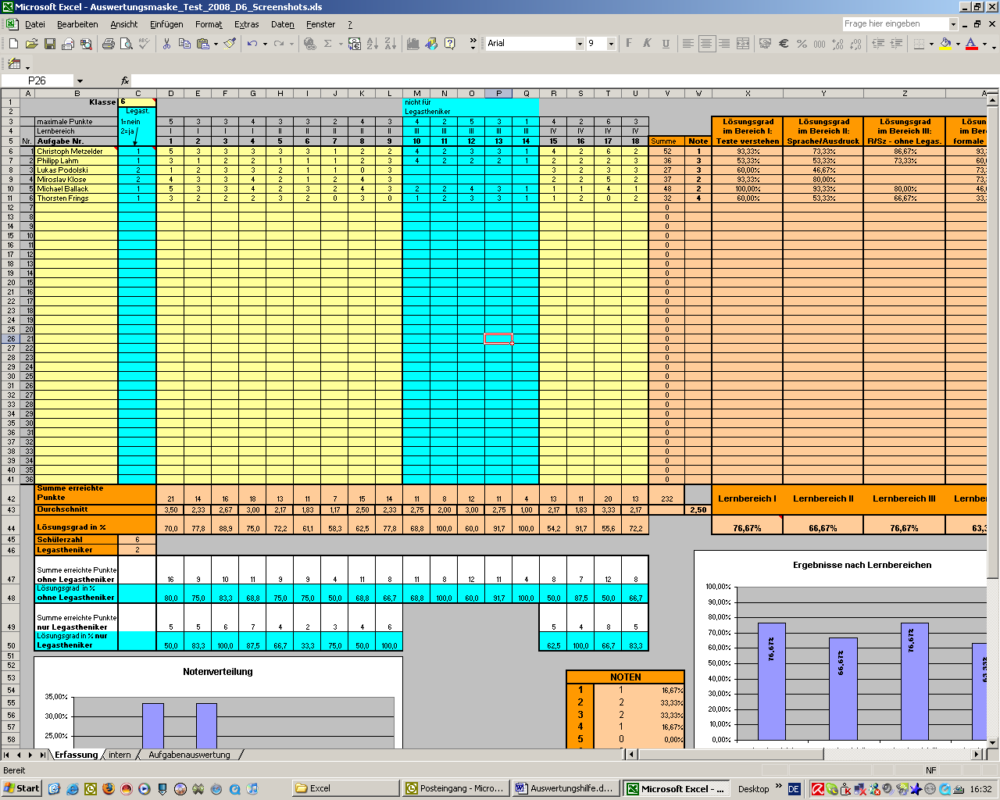 Microsoft Excel - Auswertungsmaske_Test_2008_D6_Screenshots.xls
Datei Bearbeiten Ansicht Einfügen Format Extras Daten Fenster ? Frage hier eingeben
Arial 9 F K U
P26 fx
A B C D E F G H I J K L M N O P Q R S T U V W X Y Z A
1 Klasse 6 nicht für
2 Legast. Legastheniker
3 maximale Punkte 1=nein 5 3 3 4 3 3 2 4 3 4 2 5 3 1 4 2 6 3 Lösungsgrad Lösungsgrad Lösungsgrad Lösun
4 Lernbereich 2=ja I I I I II II II II II III III III III III IV IV IV IV im Bereich I: im Bereich II: im Bereich III: im Ber
5 Nr. Aufgabe Nr. 1 2 3 4 5 6 7 8 9 10 11 12 13 14 15 16 17 18 Summe Note Texte verstehen Sprache/Ausdruck R/Sz - ohne Legas. formale
6 1 Christoph Metzelder 1 5 3 3 4 3 3 1 2 2 4 2 3 3 1 4 2 6 2 52 1 93,33% 73,33% 86,67% 93,
7 2 Philipp Lahm 1 3 1 2 2 3 1 1 2 1 4 2 2 2 1 2 2 2 3 36 3 53,33% 53,33% 73,33% 60,
8 3 Lukas Podolski 2 1 2 3 3 2 1 1 0 3 3 2 3 3 27 3 60,00% 46,67% 73,
9 4 Miroslav Klose 2 4 3 3 4 2 1 2 4 3 2 2 5 2 37 2 93,33% 80,00% 73,
10 5 Michael Ballack 1 5 3 3 4 2 3 2 4 3 2 2 4 3 1 1 1 4 1 48 2 100,00% 93,33% 80,00% 46,
11 6 Thorsten Frings 1 3 2 2 2 3 2 0 3 0 1 2 3 3 1 1 2 0 2 32 4 60,00% 53,33% 66,67% 33,
12 7 0
13 8 0
14 9 0
15 10 0
16 11 0
17 12 0
18 13 0
19 14 0
20 15 0
21 16 0
22 17 0
23 18 0
24 19 0
25 20 0
26 21 0
27 22 0
28 23 0
29 24 0
30 25 0
31 26 0
32 27 0
33 28 0
34 29 0
35 30 0
36 31 0
37 32 0
38 33 0
39 34 0
40 35 0
41 36 0
Summe erreichte
42 Punkte 21 14 16 18 13 11 7 15 14 11 8 12 11 4 13 11 20 13 232 Lernbereich I Lernbereich II Lernbereich III Lernbe
43 Durchschnitt 3,50 2,33 2,67 3,00 2,17 1,83 1,17 2,50 2,33 2,75 2,00 3,00 2,75 1,00 2,17 1,83 3,33 2,17 2,50
44 Lösungsgrad in % 70,0 77,8 88,9 75,0 72,2 61,1 58,3 62,5 77,8 68,8 100,0 60,0 91,7 100,0 54,2 91,7 55,6 72,2 76,67% 66,67% 76,67% 63,3
45 Schülerzahl 6
46 Legastheniker 2
Summe erreichte Punkte
47 ohne Legastheniker 16 9 10 11 9 9 4 11 8 11 8 12 11 4 8 7 12 8
Lösungsgrad in %
48 ohne Legastheniker 80,0 75,0 83,3 68,8 75,0 75,0 50,0 68,8 66,7 68,8 100,0 60,0 91,7 100,0 50,0 87,5 50,0 66,7
Summe erreichte Punkte
49 nur Legastheniker 5 5 6 7 4 2 3 4 6 5 4 8 5
Lösungsgrad in % nur
50 Legastheniker 50,0 83,3 100,0 87,5 66,7 33,3 75,0 50,0 100,0 62,5 100,0 66,7 83,3
51
52
53
54
55
56
57
58
Notenverteilung
35,00%
30,00%
25,00%
NOTEN
1 1 16,67%
2 2 33,33%
3 2 33,33%
4 1 16,67%
5 0 0,00%
Ergebnisse nach Lernbereichen
100,00%
90,00%
80,00%
70,00%
60,00%
50,00%
40,00%
30,00%
20,00%
10,00%
0,00%
76,67%
66,67%
76,67%
63,33%
Erfassung intern Aufgabenauswertung
Bereit NF
Start Excel Posteingang - Micro... Auswertungshilfe.d... Microsoft Excel - ... Desktop » DE 16:32